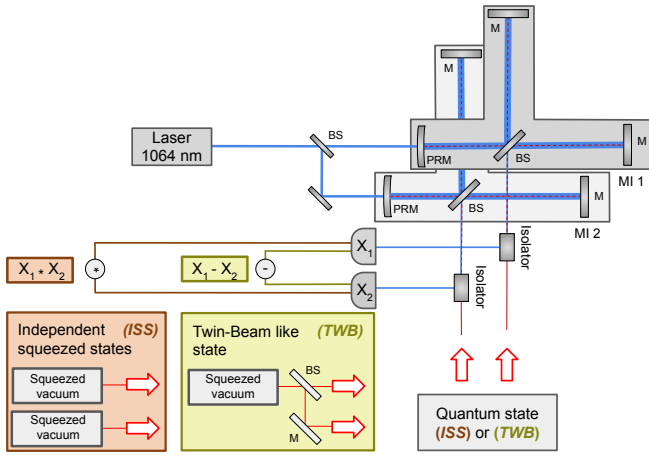 M
M
Laser
1064 nm
BS
PRM
BS
M
MI 1
PRM
BS
M
MI 2
X₁ * X₂
*
X₁ - X₂
-
X₁
X₂
Isolator
Isolator
Independent (ISS)
squeezed states
Squeezed
vacuum
Squeezed
vacuum
Twin-Beam like
state (TWB)
Squeezed
vacuum
BS
M
Quantum state
(ISS) or (TWB)